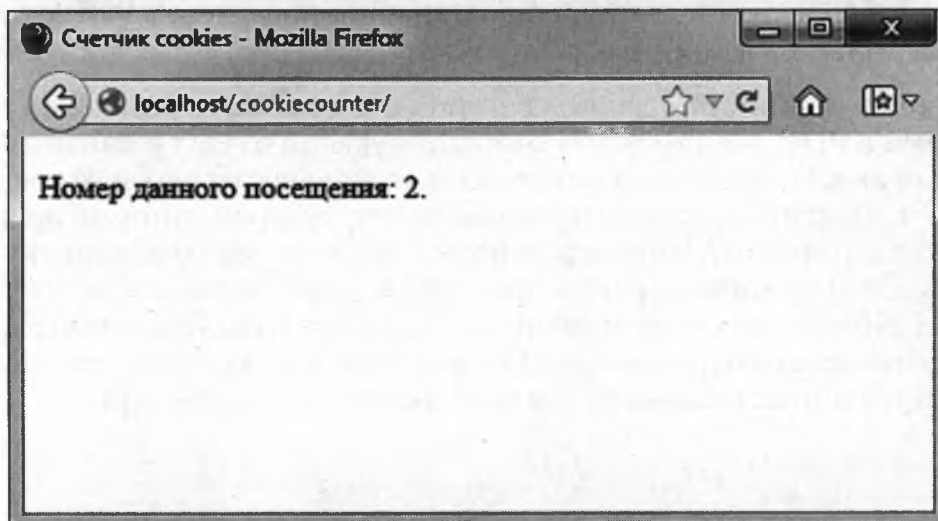 Счетчик cookies - Mozilla Firefox
localhost/cookiecounter/
Номер данного посещения: 2.